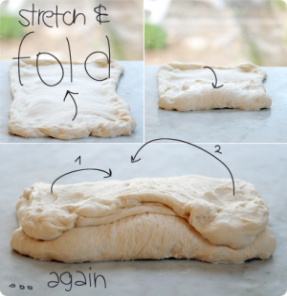 stretch &
fold
1
2
... again